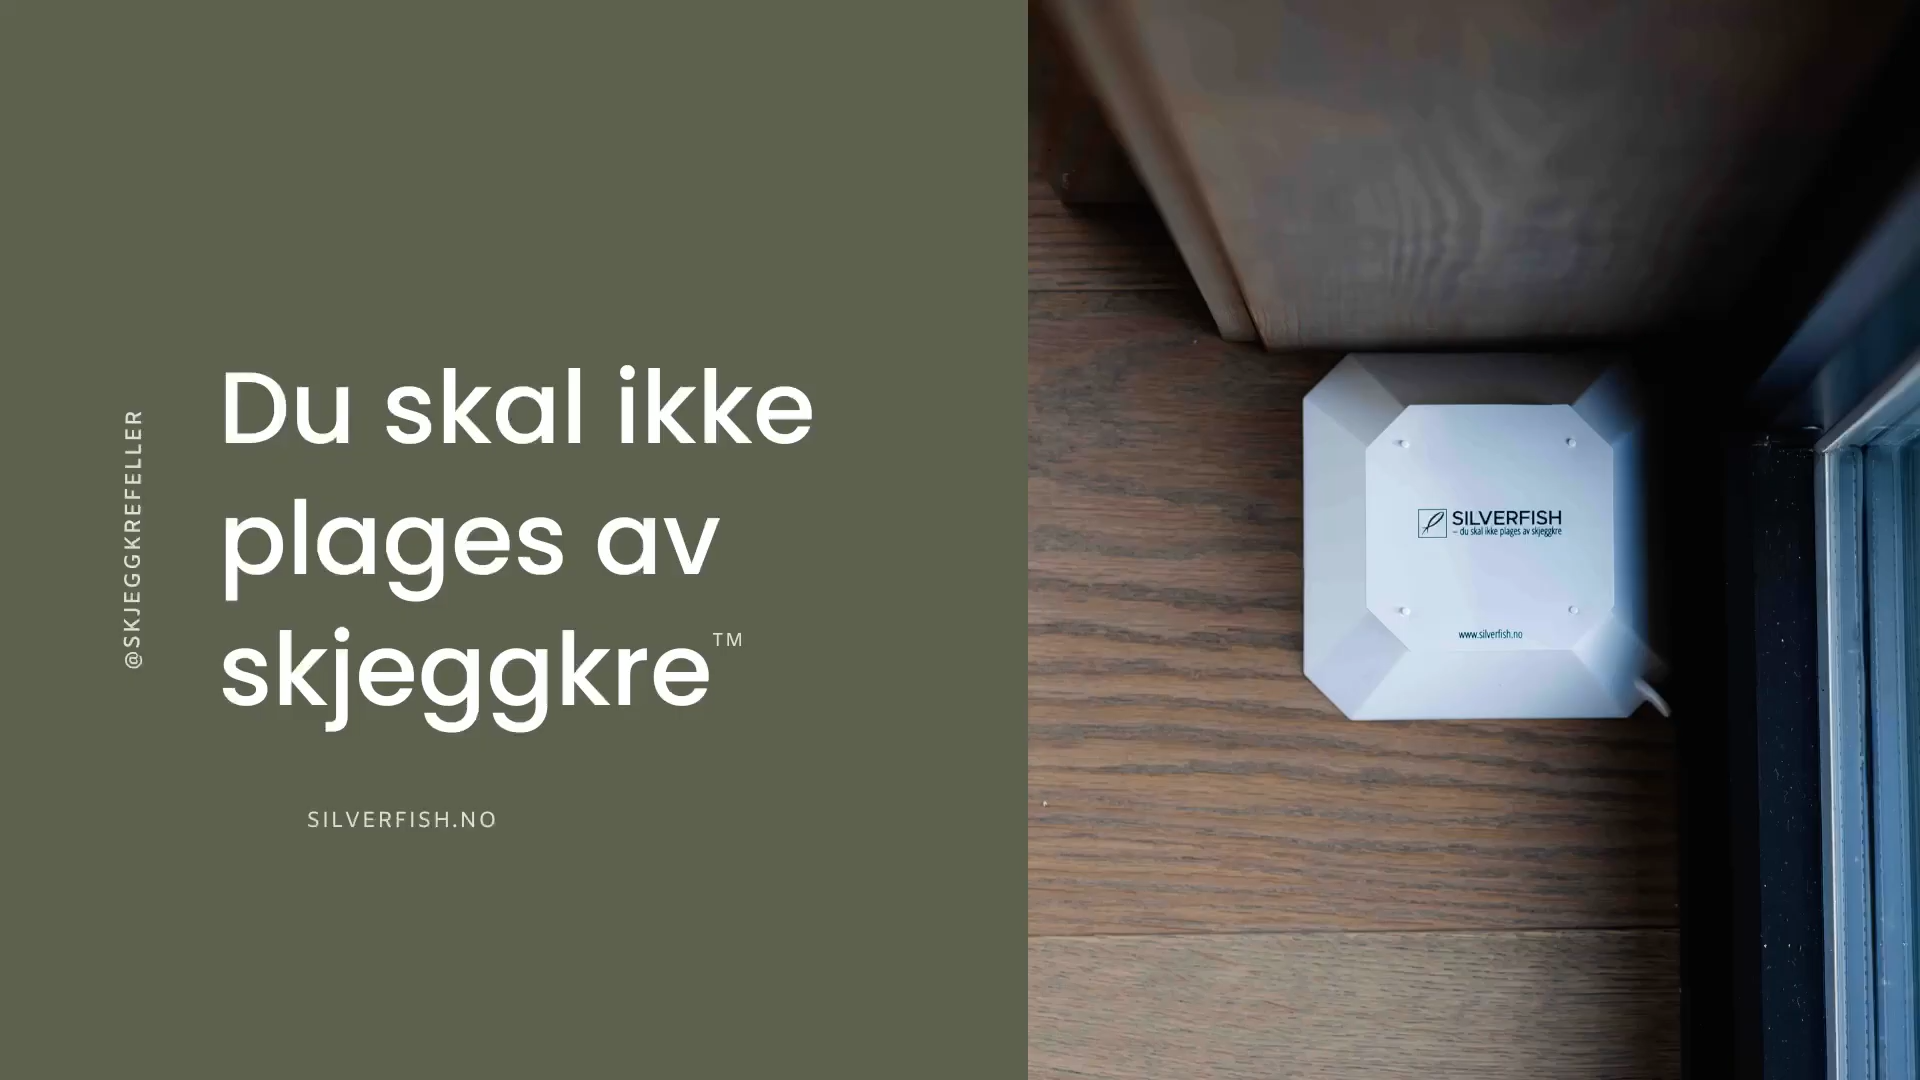 @SKJEGGKREFELLER
Du skal ikke
plages av
skjeggkre™
SILVERFISH.NO
SILVERFISH
– du skal ikke plages av skjeggkre
www.silverfish.no